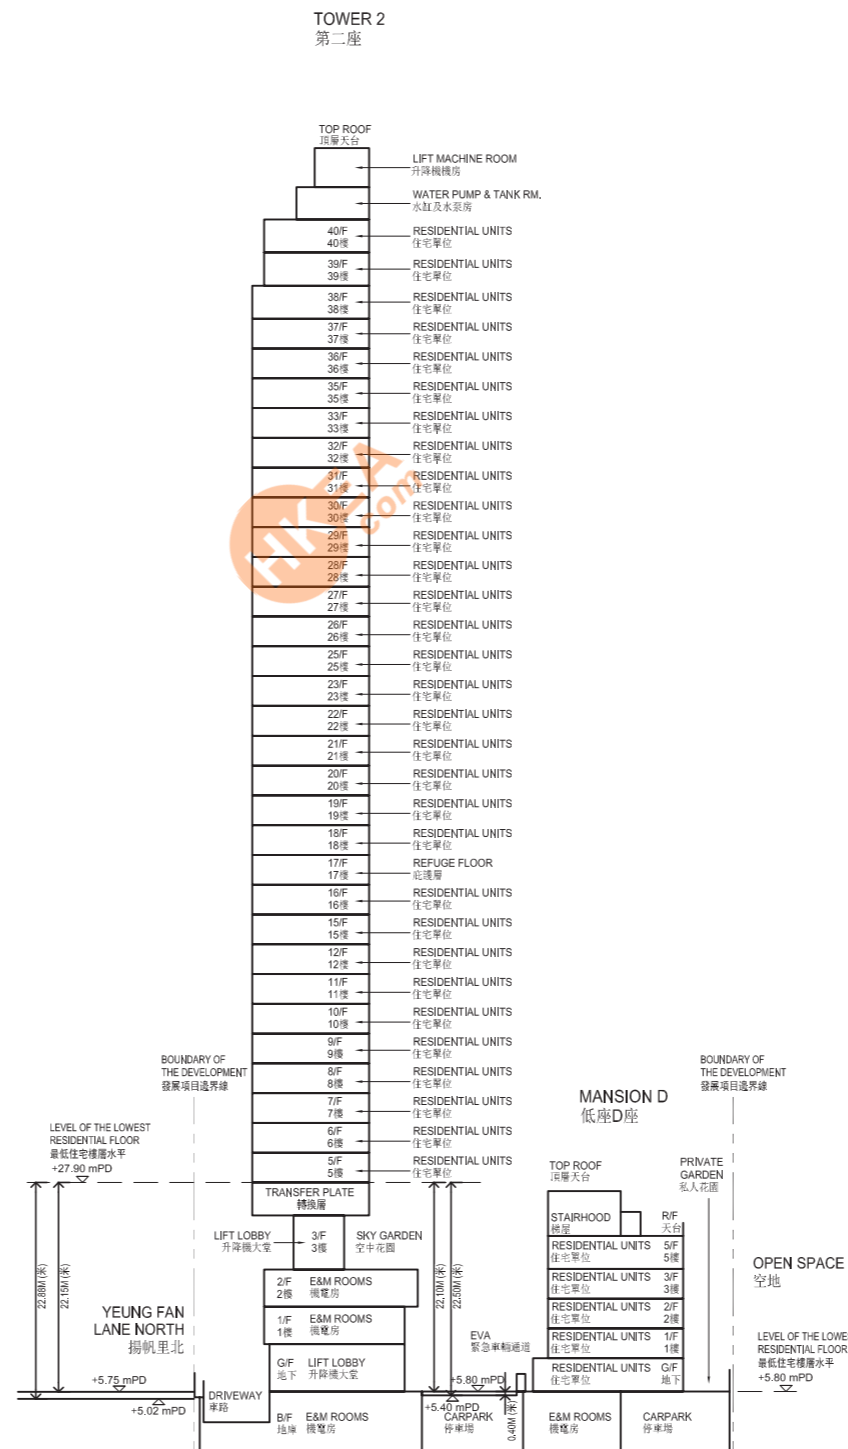 TOWER 2
第二座
TOP ROOF
頂層天台
LIFT MACHINE ROOM
升降機機房
WATER PUMP & TANK RM.
水缸及水泵房
40/F RESIDENTIAL UNITS
40樓 住宅單位
39/F RESIDENTIAL UNITS
39樓 住宅單位
38/F RESIDENTIAL UNITS
38樓 住宅單位
37/F RESIDENTIAL UNITS
37樓 住宅單位
36/F RESIDENTIAL UNITS
36樓 住宅單位
35/F RESIDENTIAL UNITS
35樓 住宅單位
33/F RESIDENTIAL UNITS
33樓 住宅單位
32/F RESIDENTIAL UNITS
32樓 住宅單位
31/F RESIDENTIAL UNITS
31樓 住宅單位
30/F RESIDENTIAL UNITS
30樓 住宅單位
29/F RESIDENTIAL UNITS
29樓 住宅單位
28/F RESIDENTIAL UNITS
28樓 住宅單位
27/F RESIDENTIAL UNITS
27樓 住宅單位
26/F RESIDENTIAL UNITS
26樓 住宅單位
25/F RESIDENTIAL UNITS
25樓 住宅單位
23/F RESIDENTIAL UNITS
23樓 住宅單位
22/F RESIDENTIAL UNITS
22樓 住宅單位
21/F RESIDENTIAL UNITS
21樓 住宅單位
20/F RESIDENTIAL UNITS
20樓 住宅單位
19/F RESIDENTIAL UNITS
19樓 住宅單位
18/F RESIDENTIAL UNITS
18樓 住宅單位
17/F REFUGE FLOOR
17樓 庇護層
16/F RESIDENTIAL UNITS
16樓 住宅單位
15/F RESIDENTIAL UNITS
15樓 住宅單位
12/F RESIDENTIAL UNITS
12樓 住宅單位
11/F RESIDENTIAL UNITS
11樓 住宅單位
10/F RESIDENTIAL UNITS
10樓 住宅單位
9/F RESIDENTIAL UNITS
9樓 住宅單位
8/F RESIDENTIAL UNITS
8樓 住宅單位
7/F RESIDENTIAL UNITS
7樓 住宅單位
6/F RESIDENTIAL UNITS
6樓 住宅單位
5/F RESIDENTIAL UNITS
5樓 住宅單位
BOUNDARY OF
THE DEVELOPMENT
發展項目邊界線
LEVEL OF THE LOWEST
RESIDENTIAL FLOOR
最低住宅樓層水平
+27.90 mPD
TRANSFER PLATE
轉換層
LIFT LOBBY
升降機大堂
3/F
3樓
SKY GARDEN
空中花園
2/F E&M ROOMS
2樓 機電房
1/F E&M ROOMS
1樓 機電房
G/F LIFT LOBBY
地下 升降機大堂
B/F E&M ROOMS
地庫 機電房
22.88M (米)
22.15M (米)
22.10M (米)
22.50M (米)
YEUNG FAN
LANE NORTH
揚帆里北
+5.75 mPD
+5.02 mPD
DRIVEWAY
車路
EVA
緊急車輛通道
+5.80 mPD
+5.40 mPD
0.40M (米)
CARPARK
停車場
BOUNDARY OF
THE DEVELOPMENT
發展項目邊界線
MANSION D
低座D座
TOP ROOF
頂層天台
PRIVATE
GARDEN
私人花園
STAIRHOOD R/F
梯屋 天台
RESIDENTIAL UNITS 5/F
住宅單位 5樓
RESIDENTIAL UNITS 3/F
住宅單位 3樓
RESIDENTIAL UNITS 2/F
住宅單位 2樓
RESIDENTIAL UNITS 1/F
住宅單位 1樓
RESIDENTIAL UNITS G/F
住宅單位 地下
E&M ROOMS
機電房
CARPARK
停車場
OPEN SPACE
空地
LEVEL OF THE LOWE
RESIDENTIAL FLOOR
最低住宅樓層水平
+5.80 mPD